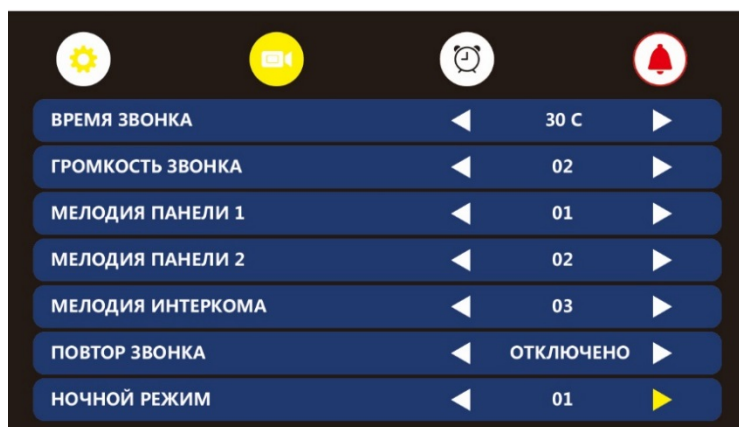 ВРЕМЯ ЗВОНКА 30 С
ГРОМКОСТЬ ЗВОНКА 02
МЕЛОДИЯ ПАНЕЛИ 1 01
МЕЛОДИЯ ПАНЕЛИ 2 02
МЕЛОДИЯ ИНТЕРКОМА 03
ПОВТОР ЗВОНКА ОТКЛЮЧЕНО
НОЧНОЙ РЕЖИМ 01